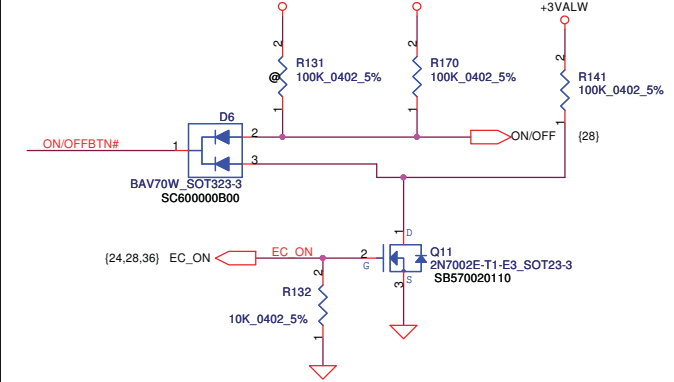 +3VALW
2
2
2
R131
@
100K_0402_5%
R170
100K_0402_5%
R141
100K_0402_5%
1
1
1
D6
ON/OFFBTN#
1
2
ON/OFF
{28}
3
BAV70W_SOT323-3
SC600000B00
1
D
{24,28,36}
EC_ON
EC_ON
2
G
Q11
2N7002E-T1-E3_SOT23-3
SB570020110
2
3
S
R132
10K_0402_5%
1